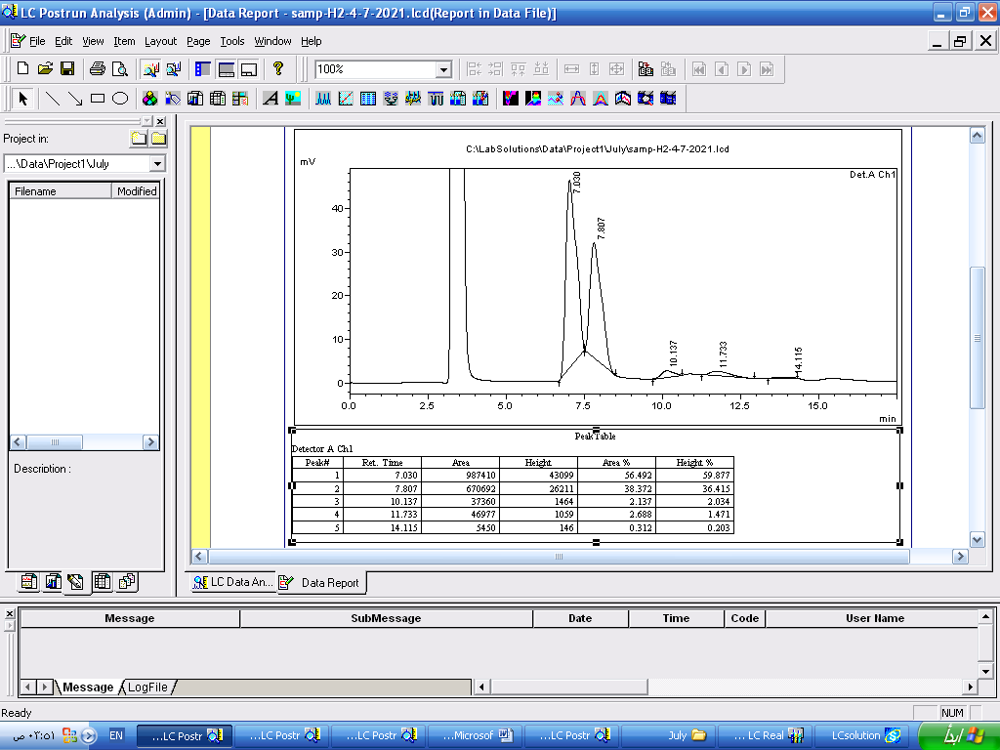 LC Postrun Analysis (Admin) - [Data Report - samp-H2-4-7-2021.lcd(Report in Data File)]
File Edit View Item Layout Page Tools Window Help
100%
Project in:
...\Data\Project1\July
Filename Modified
Description :
C:\LabSolutions\Data\Project1\July\samp-H2-4-7-2021.lcd
mV
Det.A Ch1
7.030
7.807
10.137
11.733
14.115
40
30
20
10
0
0.0 2.5 5.0 7.5 10.0 12.5 15.0
min
PeakTable
Detector A Ch1
Peak# Ret. Time Area Height Area % Height %
1 7.030 987410 43099 56.492 59.877
2 7.807 670692 26211 38.372 36.415
3 10.137 37360 1464 2.137 2.034
4 11.733 46977 1059 2.688 1.471
5 14.115 5450 146 0.312 0.203
LC Data An... Data Report
Message SubMessage Date Time Code User Name
Message LogFile
Ready NUM
٠٣:٥١ ص EN ...LC Postr ...LC Postr ...LC Postr ...Microsof ...LC Postr July ... LC Real LCsolution ابدأ